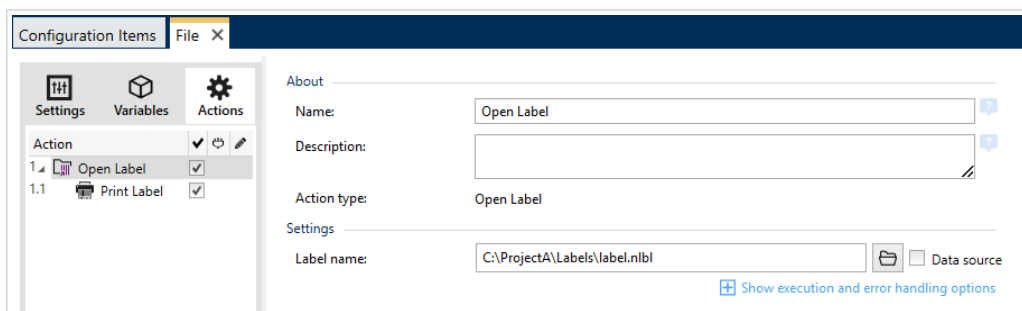 Configuration Items File
Settings Variables Actions
Action
1 Open Label
1.1 Print Label
About
Name: Open Label ?
Description: ?
Action type: Open Label
Settings
Label name: C:\ProjectA\Labels\label.nlbl Data source
Show execution and error handling options